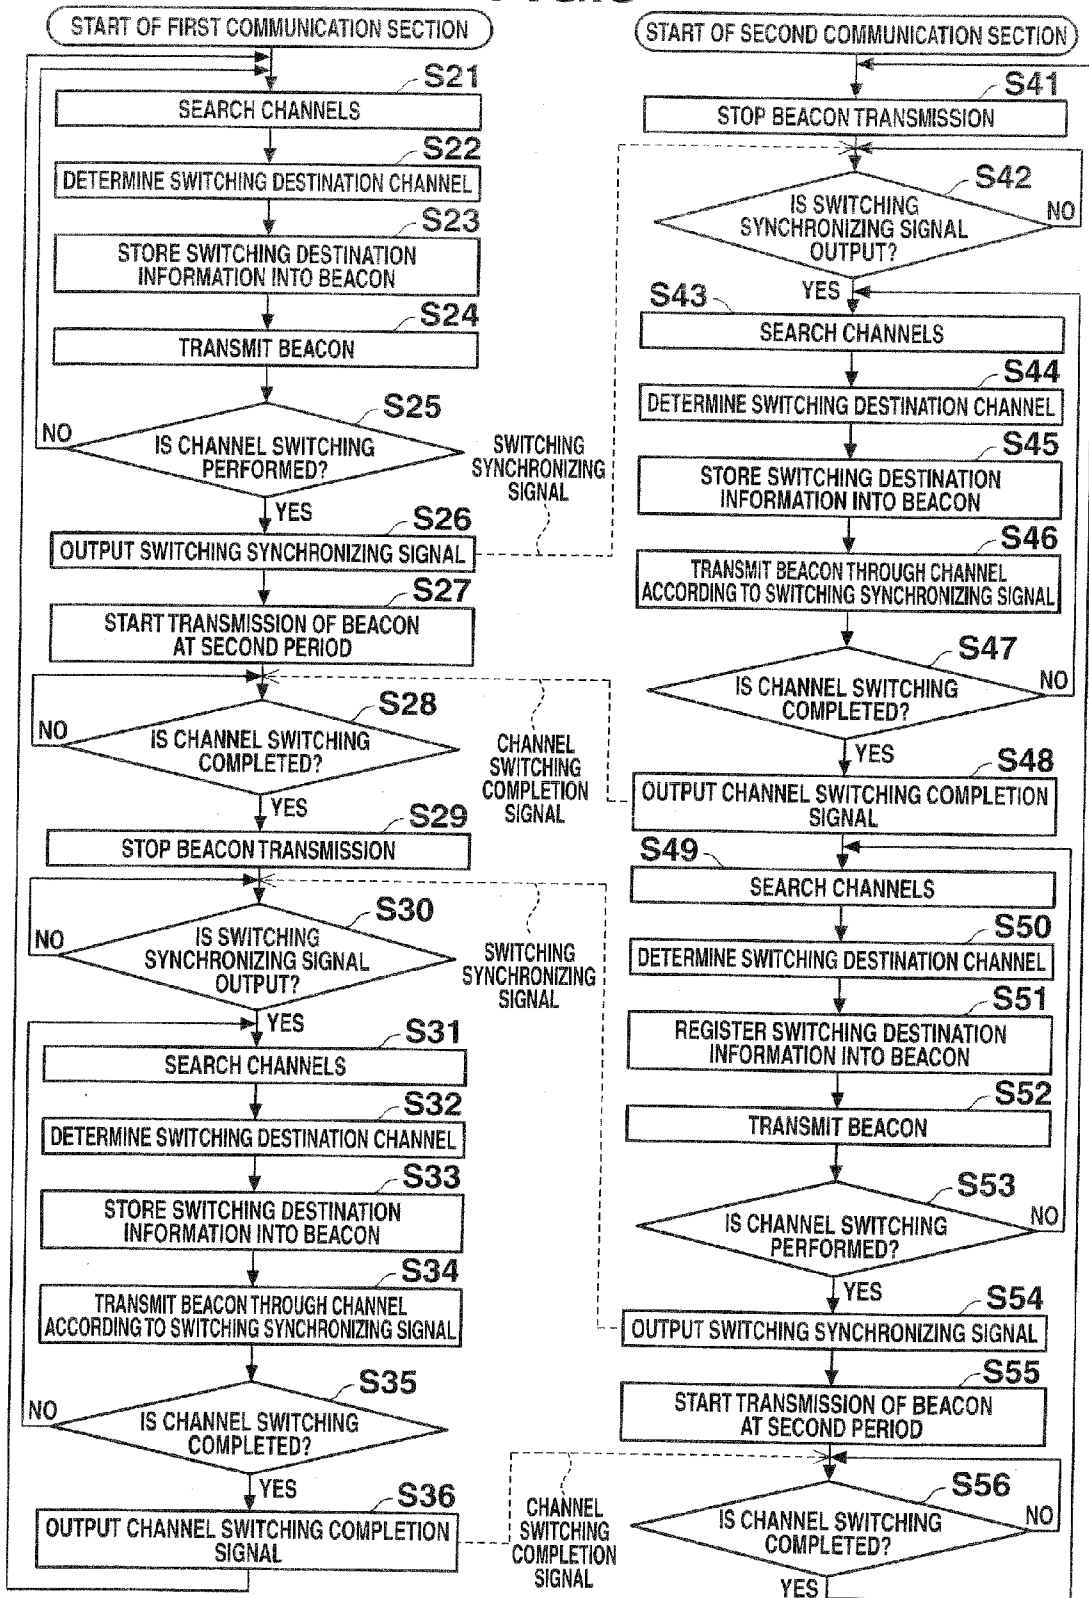 START OF FIRST COMMUNICATION SECTION
S21
SEARCH CHANNELS
S22
DETERMINE SWITCHING DESTINATION CHANNEL
S23
STORE SWITCHING DESTINATION
INFORMATION INTO BEACON
S24
TRANSMIT BEACON
S25
NO
IS CHANNEL SWITCHING
PERFORMED?
YES
SWITCHING
SYNCHRONIZING
SIGNAL
S26
OUTPUT SWITCHING SYNCHRONIZING SIGNAL
S27
START TRANSMISSION OF BEACON
AT SECOND PERIOD
S28
NO
IS CHANNEL SWITCHING
COMPLETED?
YES
CHANNEL
SWITCHING
COMPLETION
SIGNAL
S29
STOP BEACON TRANSMISSION
S30
NO
IS SWITCHING
SYNCHRONIZING SIGNAL
OUTPUT?
YES
SWITCHING
SYNCHRONIZING
SIGNAL
S31
SEARCH CHANNELS
S32
DETERMINE SWITCHING DESTINATION CHANNEL
S33
STORE SWITCHING DESTINATION
INFORMATION INTO BEACON
S34
TRANSMIT BEACON THROUGH CHANNEL
ACCORDING TO SWITCHING SYNCHRONIZING SIGNAL
S35
NO
IS CHANNEL SWITCHING
COMPLETED?
YES
S36
OUTPUT CHANNEL SWITCHING COMPLETION
SIGNAL
CHANNEL
SWITCHING
COMPLETION
SIGNAL
START OF SECOND COMMUNICATION SECTION
S41
STOP BEACON TRANSMISSION
S42
IS SWITCHING
SYNCHRONIZING SIGNAL
OUTPUT?
NO
YES
S43
SEARCH CHANNELS
S44
DETERMINE SWITCHING DESTINATION CHANNEL
S45
STORE SWITCHING DESTINATION
INFORMATION INTO BEACON
S46
TRANSMIT BEACON THROUGH CHANNEL
ACCORDING TO SWITCHING SYNCHRONIZING SIGNAL
S47
IS CHANNEL SWITCHING
COMPLETED?
NO
YES
S48
OUTPUT CHANNEL SWITCHING COMPLETION
SIGNAL
S49
SEARCH CHANNELS
S50
DETERMINE SWITCHING DESTINATION CHANNEL
S51
REGISTER SWITCHING DESTINATION
INFORMATION INTO BEACON
S52
TRANSMIT BEACON
S53
IS CHANNEL SWITCHING
PERFORMED?
NO
YES
S54
OUTPUT SWITCHING SYNCHRONIZING SIGNAL
S55
START TRANSMISSION OF BEACON
AT SECOND PERIOD
S56
IS CHANNEL SWITCHING
COMPLETED?
NO
YES